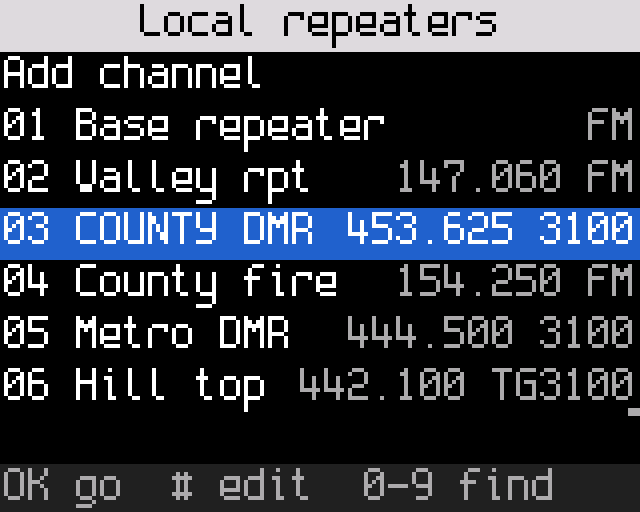 Local repeaters
Add channel
01 Base repeater FM
02 Valley rpt 147.060 FM
03 COUNTY DMR 453.625 3100
04 County fire 154.250 FM
05 Metro DMR 444.500 3100
06 Hill top 442.100 TG3100
OK go # edit 0-9 find